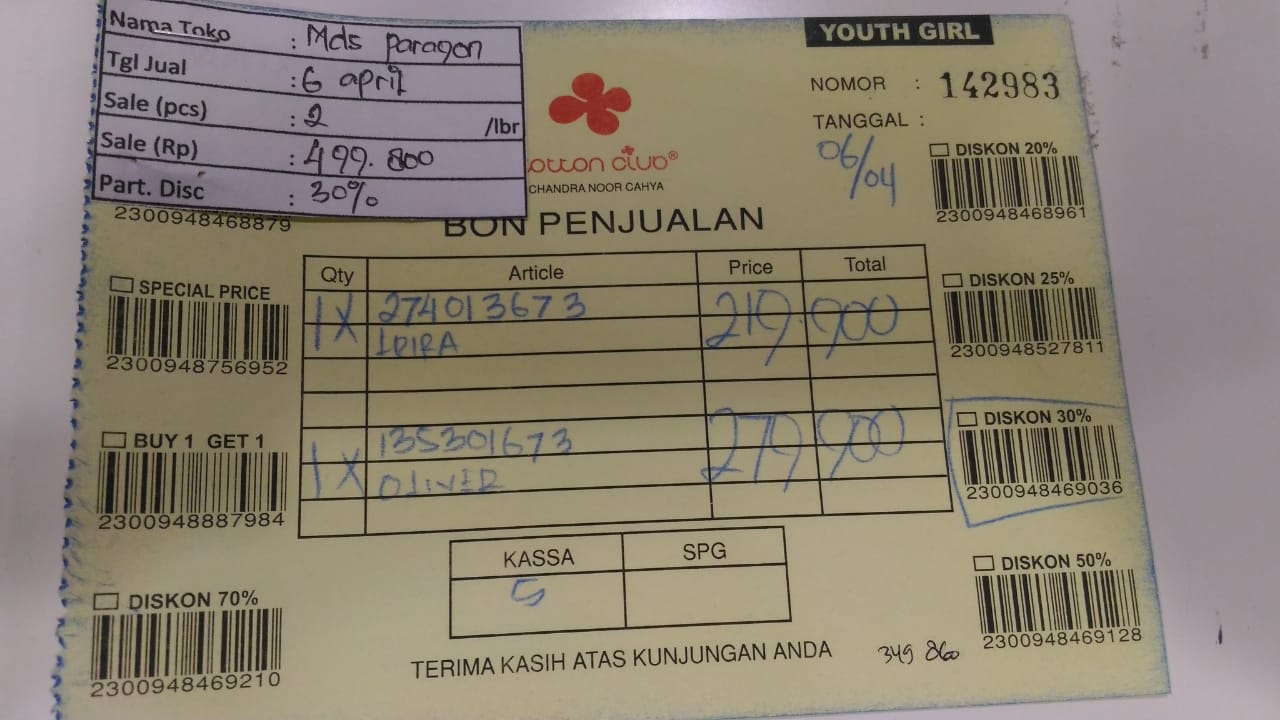 Nama Toko : Mds paragon
Tgl Jual : 6 april
Sale (pcs) : 2 /lbr
Sale (Rp) : 499.800
Part. Disc : 30%
2300948468879
YOUTH GIRL
NOMOR : 142983
TANGGAL :
06/04
otton club®
CHANDRA NOOR CAHYA
BON PENJUALAN
DISKON 20%
2300948468961
SPECIAL PRICE
2300948756952
BUY 1 GET 1
2300948887984
DISKON 70%
2300948469210
Qty Article Price Total
1X 274013673 219.900
IRIRA
1X 135301673 279 900
OLIVER
DISKON 25%
2300948527811
DISKON 30%
2300948469036
DISKON 50%
2300948469128
KASSA SPG
5
TERIMA KASIH ATAS KUNJUNGAN ANDA
349 860